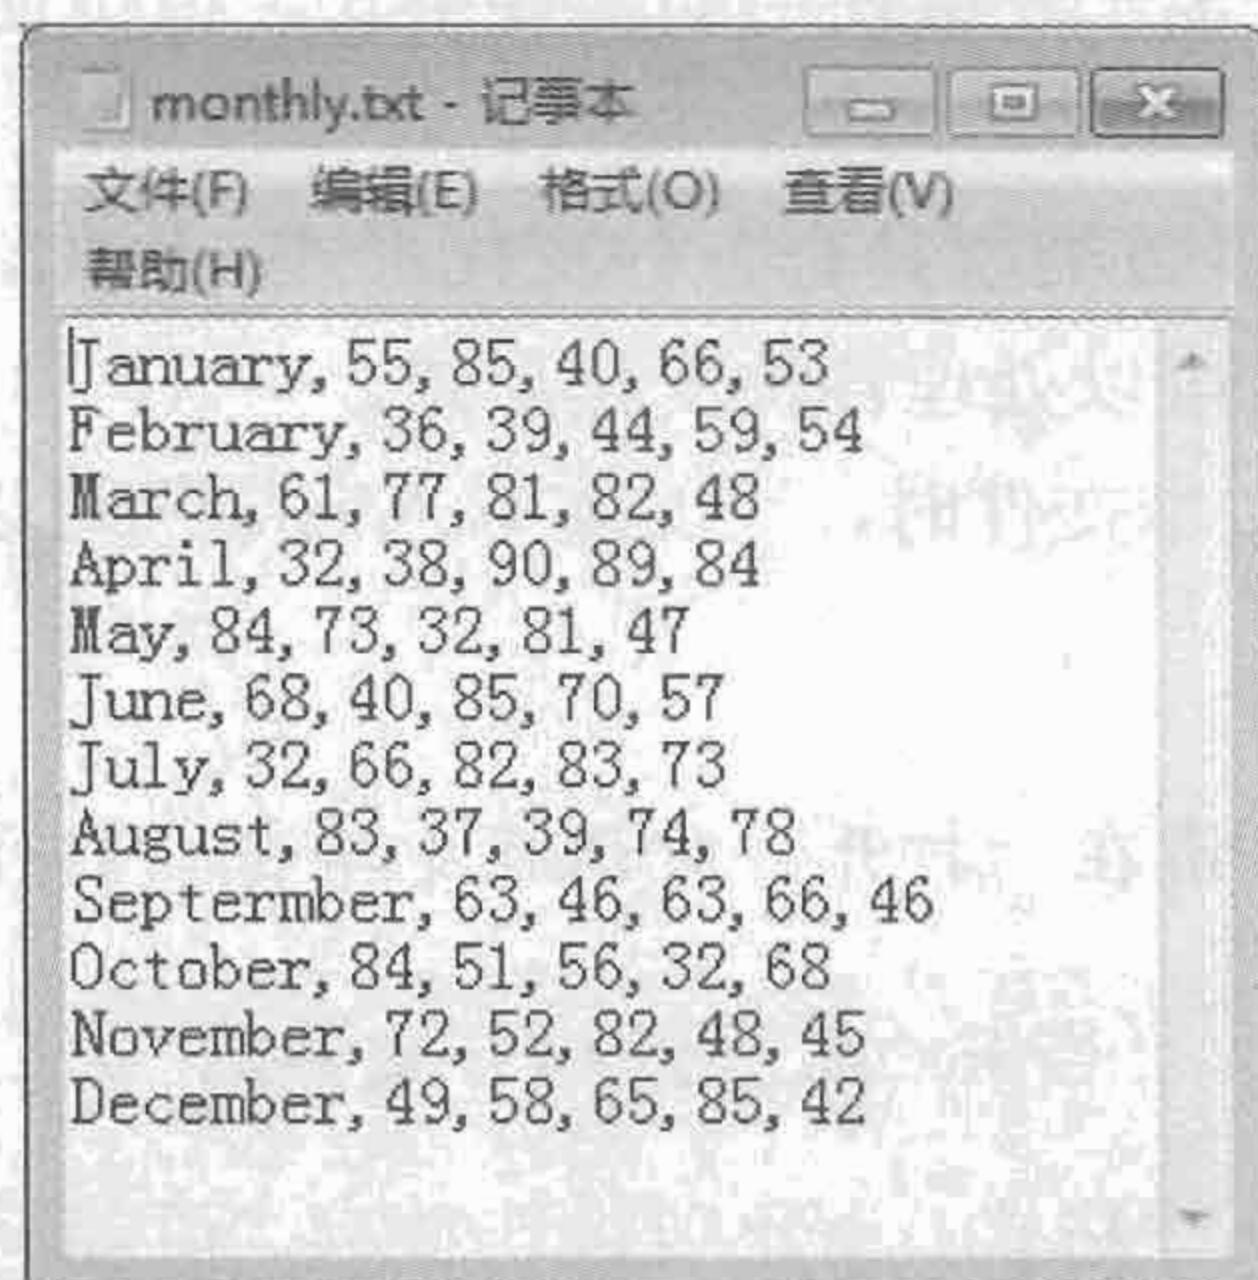 monthly.txt - 记事本
文件(F) 编辑(E) 格式(O) 查看(V)
帮助(H)
January, 55, 85, 40, 66, 53
February, 36, 39, 44, 59, 54
March, 61, 77, 81, 82, 48
April, 32, 38, 90, 89, 84
May, 84, 73, 32, 81, 47
June, 68, 40, 85, 70, 57
July, 32, 66, 82, 83, 73
August, 83, 37, 39, 74, 78
Septermber, 63, 46, 63, 66, 46
October, 84, 51, 56, 32, 68
November, 72, 52, 82, 48, 45
December, 49, 58, 65, 85, 42